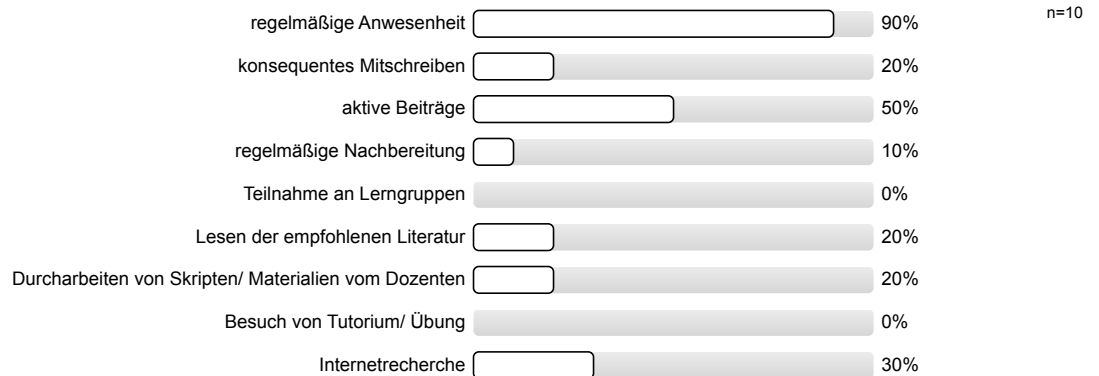 regelmäßige Anwesenheit 90% n=10
konsequentes Mitschreiben 20%
aktive Beiträge 50%
regelmäßige Nachbereitung 10%
Teilnahme an Lerngruppen 0%
Lesen der empfohlenen Literatur 20%
Durcharbeiten von Skripten/ Materialien vom Dozenten 20%
Besuch von Tutorium/ Übung 0%
Internetrecherche 30%